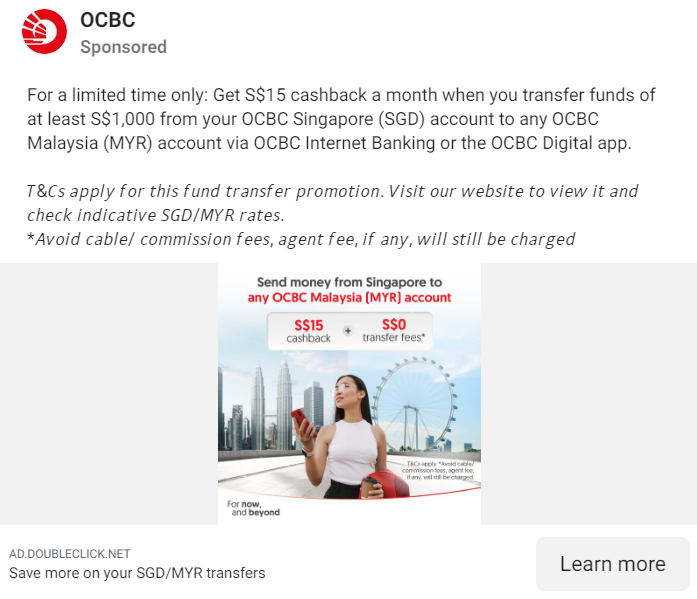 OCBC
Sponsored
For a limited time only: Get S$15 cashback a month when you transfer funds of
at least S$1,000 from your OCBC Singapore (SGD) account to any OCBC
Malaysia (MYR) account via OCBC Internet Banking or the OCBC Digital app.
T&Cs apply for this fund transfer promotion. Visit our website to view it and
check indicative SGD/MYR rates.
*Avoid cable/ commission fees, agent fee, if any, will still be charged
Send money from Singapore to
any OCBC Malaysia (MYR) account
S$15 cashback + S$0 transfer fees*
T&Cs apply. *Avoid cable/
commission fees, agent fee,
if any, will still be charged.
For now,
and beyond
AD.DOUBLECLICK.NET
Save more on your SGD/MYR transfers
Learn more